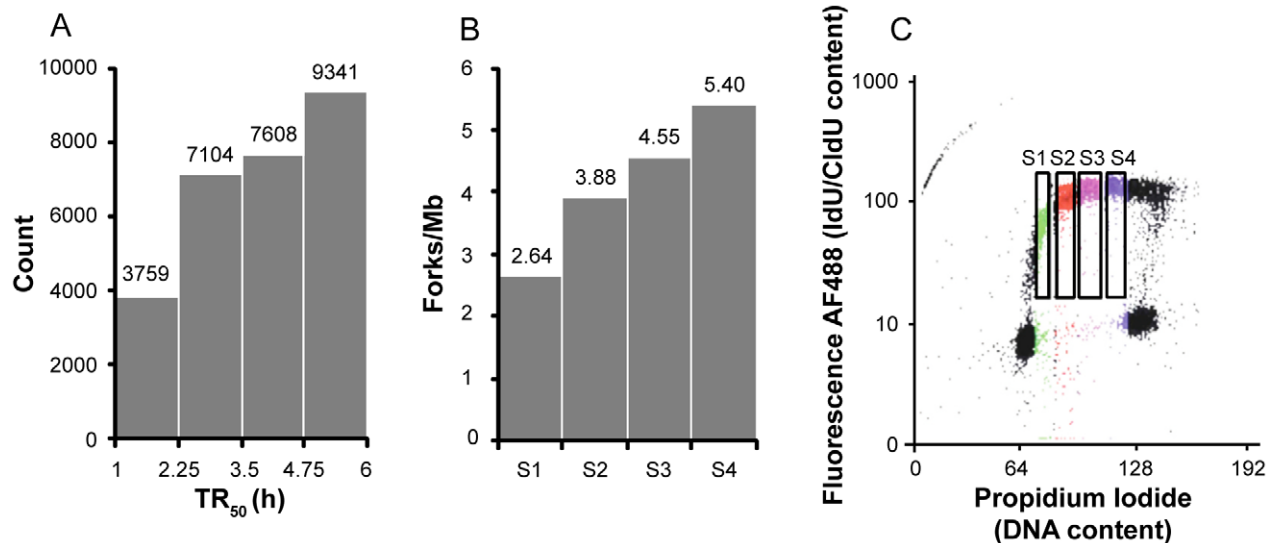 A
10000
8000
6000
4000
2000
0
Count
3759
7104
7608
9341
1
2.25
3.5
4.75
6
TR50 (h)
B
6
5
4
3
2
1
0
Forks/Mb
2.64
3.88
4.55
5.40
S1
S2
S3
S4
C
1000
100
10
0
Fluorescence AF488 (IdU/CldU content)
S1 S2 S3 S4
0
64
128
192
Propidium Iodide
(DNA content)